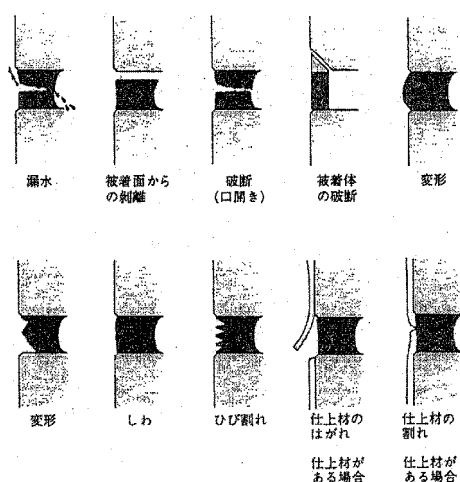 漏水
被着面から
の剝離
破断
(口開き)
被着体
の破断
変形
変形
しわ
ひび割れ
仕上材の
はがれ
仕上材が
ある場合
仕上材の
割れ
仕上材が
ある場合